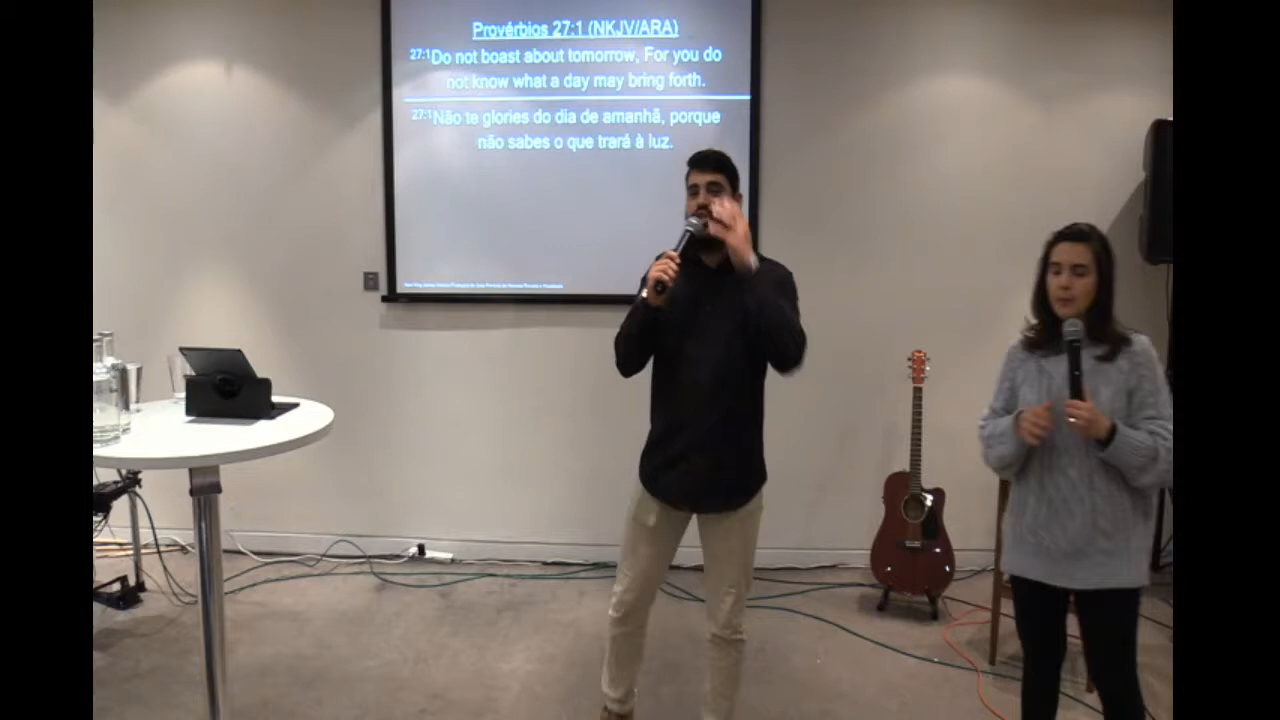 Provérbios 27:1 (NKJV/ARA)
27:1Do not boast about tomorrow, For you do
not know what a day may bring forth.
27:1Não te glories do dia de amanhã, porque
não sabes o que trará à luz.